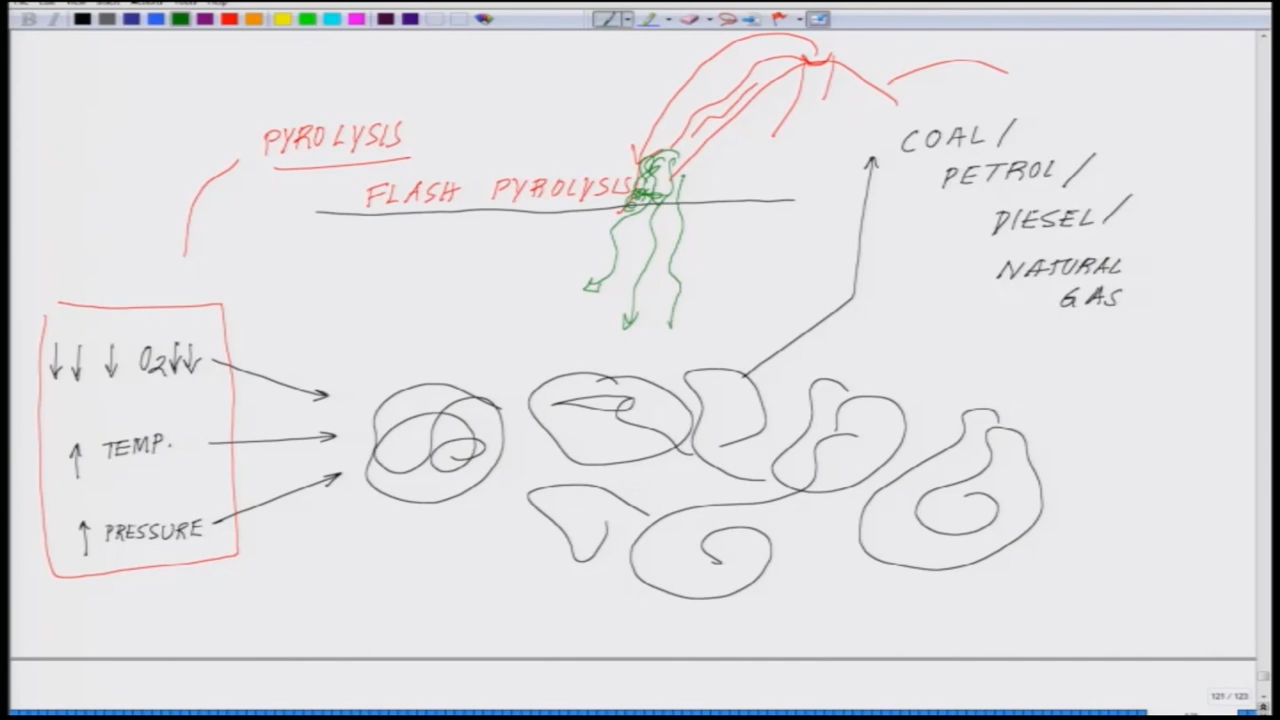 PYROLYSIS
FLASH PYROLYSIS
COAL/
PETROL/
DIESEL/
NATURAL
GAS
↓↓ ↓ O2↓↓
↑ TEMP.
↑ PRESSURE
121 / 123